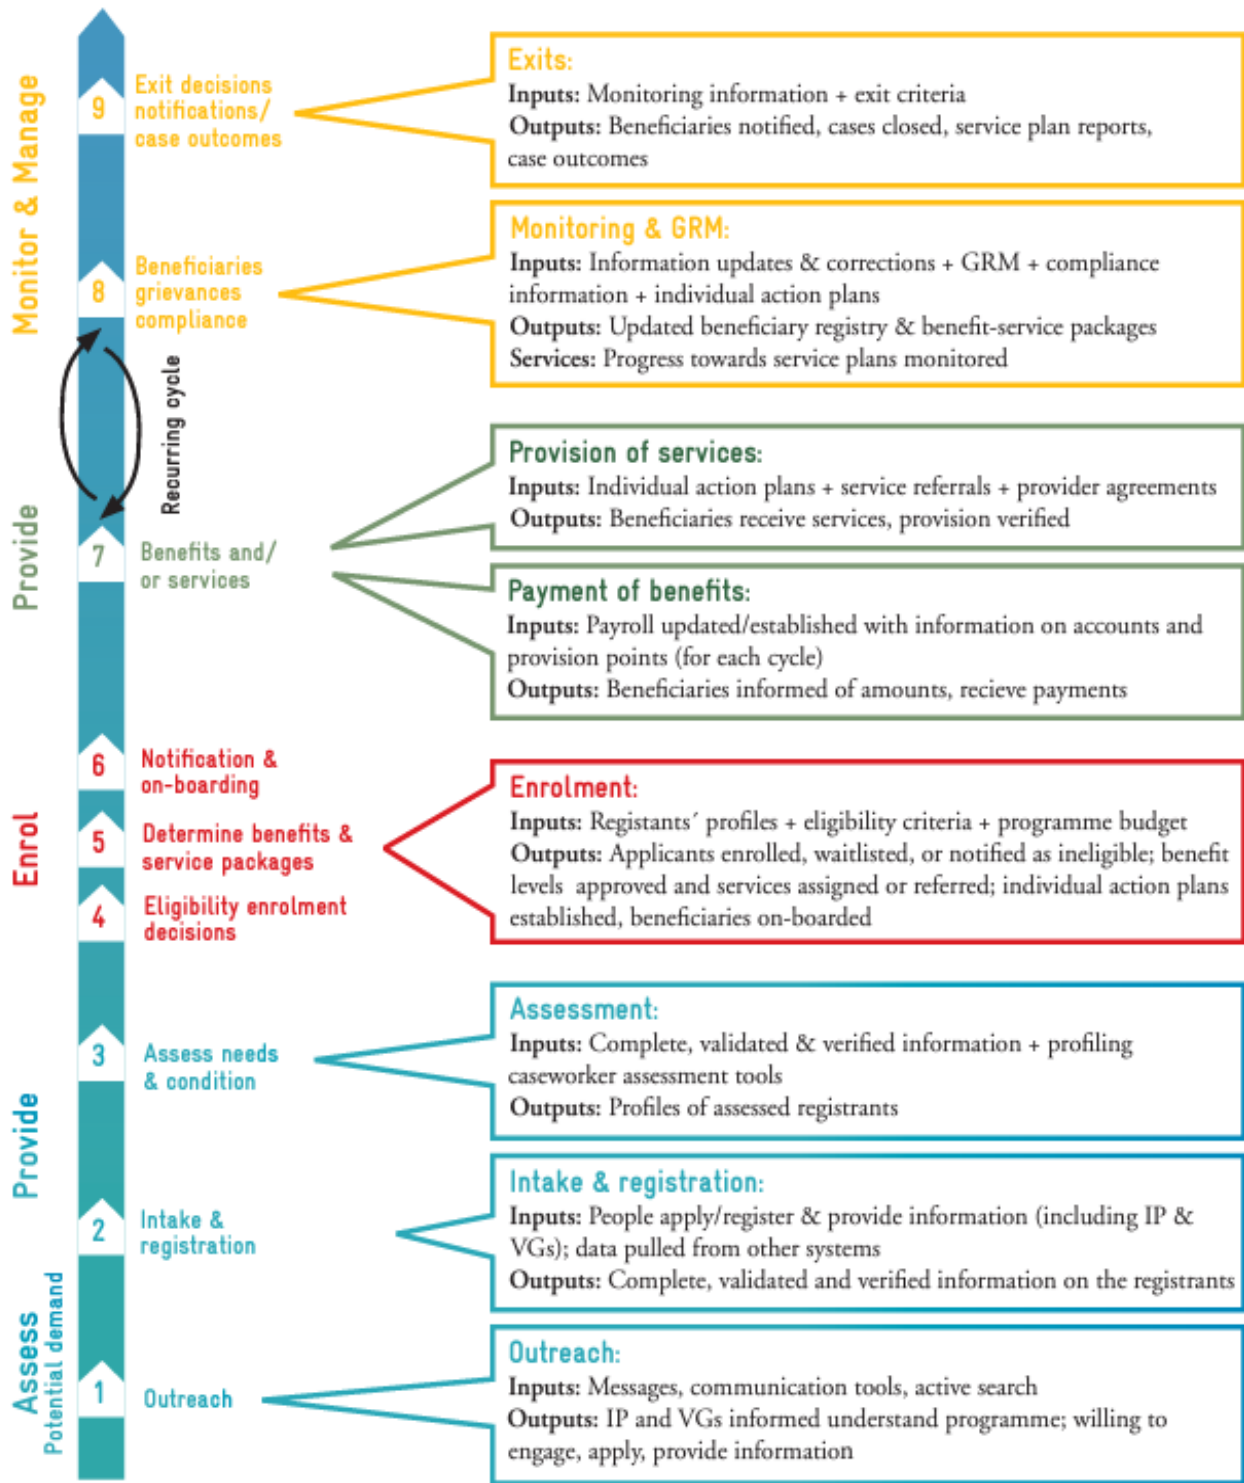 Monitor & Manage
9
Exit decisions
notifications/
case outcomes
Exits:
Inputs: Monitoring information + exit criteria
Outputs: Beneficiaries notified, cases closed, service plan reports,
case outcomes
8
Beneficiaries
grievances
compliance
Monitoring & GRM:
Inputs: Information updates & corrections + GRM + compliance
information + individual action plans
Outputs: Updated beneficiary registry & benefit-service packages
Services: Progress towards service plans monitored
Recurring cycle
Provide
7
Benefits and/
or services
Provision of services:
Inputs: Individual action plans + service referrals + provider agreements
Outputs: Beneficiaries receive services, provision verified
Payment of benefits:
Inputs: Payroll updated/established with information on accounts and
provision points (for each cycle)
Outputs: Beneficiaries informed of amounts, recieve payments
Enrol
6
Notification &
on-boarding
5
Determine benefits &
service packages
4
Eligibility enrolment
decisions
Enrolment:
Inputs: Registants´ profiles + eligibility criteria + programme budget
Outputs: Applicants enrolled, waitlisted, or notified as ineligible; benefit
levels approved and services assigned or referred; individual action plans
established, beneficiaries on-boarded
Provide
3
Assess needs
& condition
Assessment:
Inputs: Complete, validated & verified information + profiling
caseworker assessment tools
Outputs: Profiles of assessed registrants
2
Intake &
registration
Intake & registration:
Inputs: People apply/register & provide information (including IP &
VGs); data pulled from other systems
Outputs: Complete, validated and verified information on the registrants
Assess
Potential demand
1
Outreach
Outreach:
Inputs: Messages, communication tools, active search
Outputs: IP and VGs informed understand programme; willing to
engage, apply, provide information